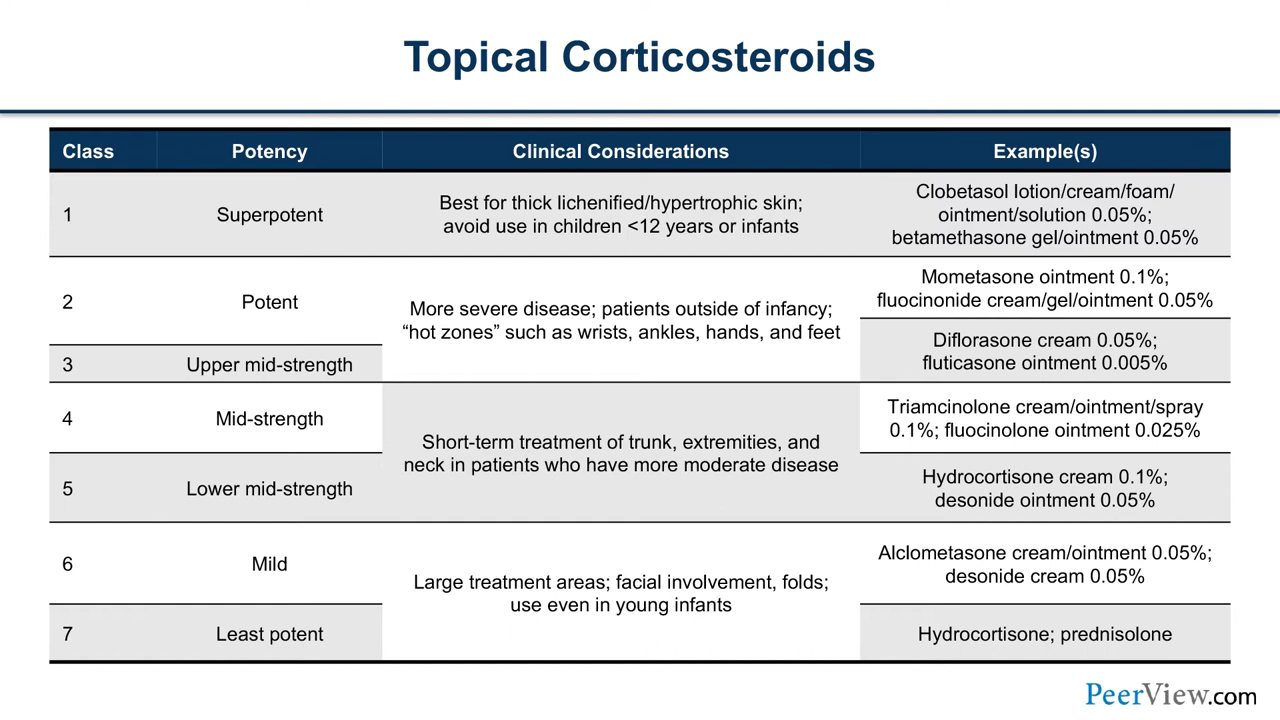 Topical Corticosteroids
Class Potency Clinical Considerations Example(s)
1 Superpotent
Best for thick lichenified/hypertrophic skin;
avoid use in children <12 years or infants
Clobetasol lotion/cream/foam/
ointment/solution 0.05%;
betamethasone gel/ointment 0.05%
2 Potent
More severe disease; patients outside of infancy;
“hot zones” such as wrists, ankles, hands, and feet
Mometasone ointment 0.1%;
fluocinonide cream/gel/ointment 0.05%
3 Upper mid-strength
Diflorasone cream 0.05%;
fluticasone ointment 0.005%
4 Mid-strength
Short-term treatment of trunk, extremities, and
neck in patients who have more moderate disease
Triamcinolone cream/ointment/spray
0.1%; fluocinolone ointment 0.025%
5 Lower mid-strength
Hydrocortisone cream 0.1%;
desonide ointment 0.05%
6 Mild
Large treatment areas; facial involvement, folds;
use even in young infants
Alclometasone cream/ointment 0.05%;
desonide cream 0.05%
7 Least potent
Hydrocortisone; prednisolone
PeerView.com